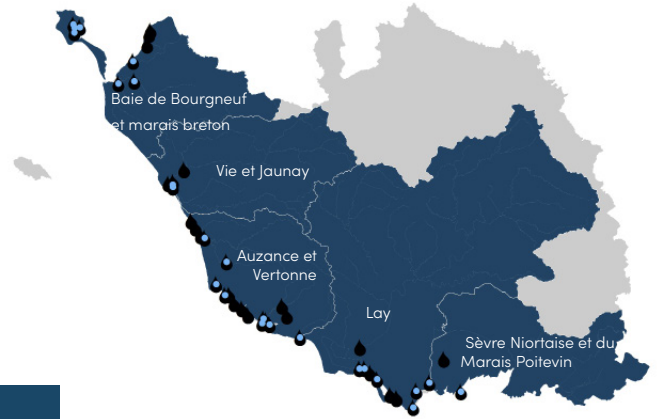 Baie de Bourgneuf
et marais breton
Vie et Jaunay
Auzance et
Vertonne
Lay
Sèvre Niortaise et du
Marais Poitevin